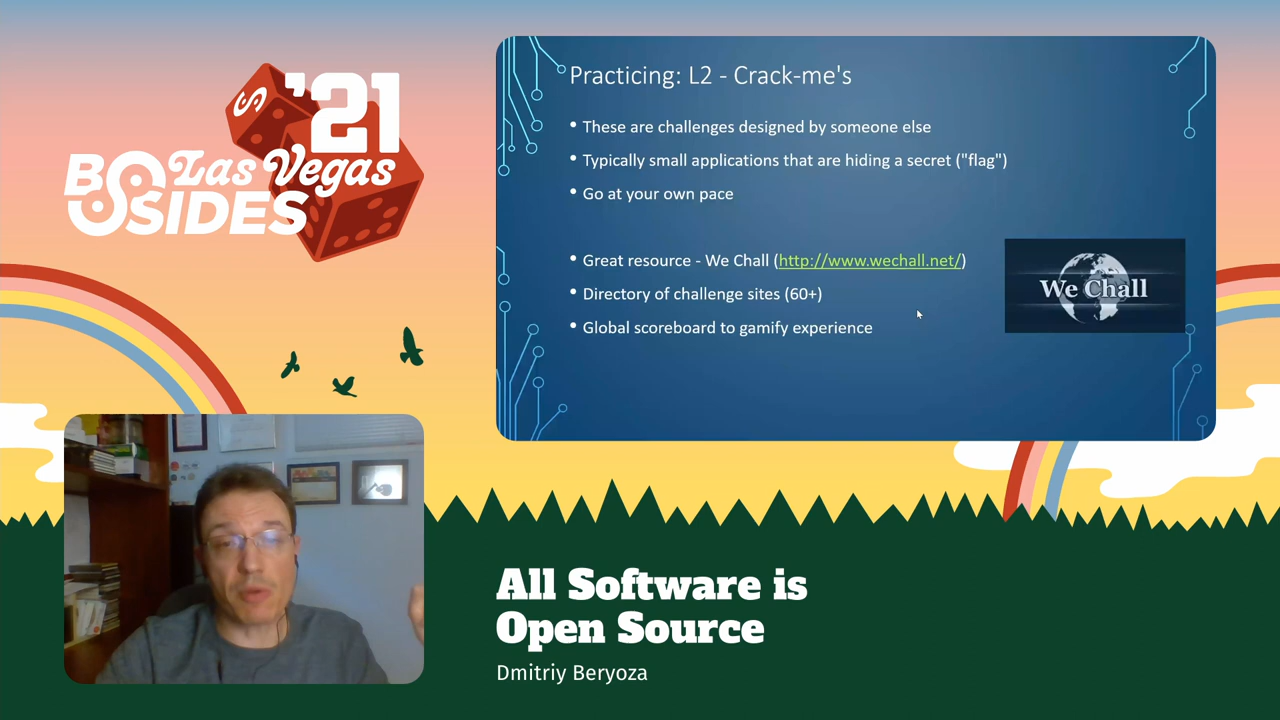 '21
BSIDES
Las Vegas
Practicing: L2 - Crack-me's
• These are challenges designed by someone else
• Typically small applications that are hiding a secret ("flag")
• Go at your own pace
• Great resource - We Chall (http://www.wechall.net/)
• Directory of challenge sites (60+)
• Global scoreboard to gamify experience
We Chall
All Software is
Open Source
Dmitriy Beryoza